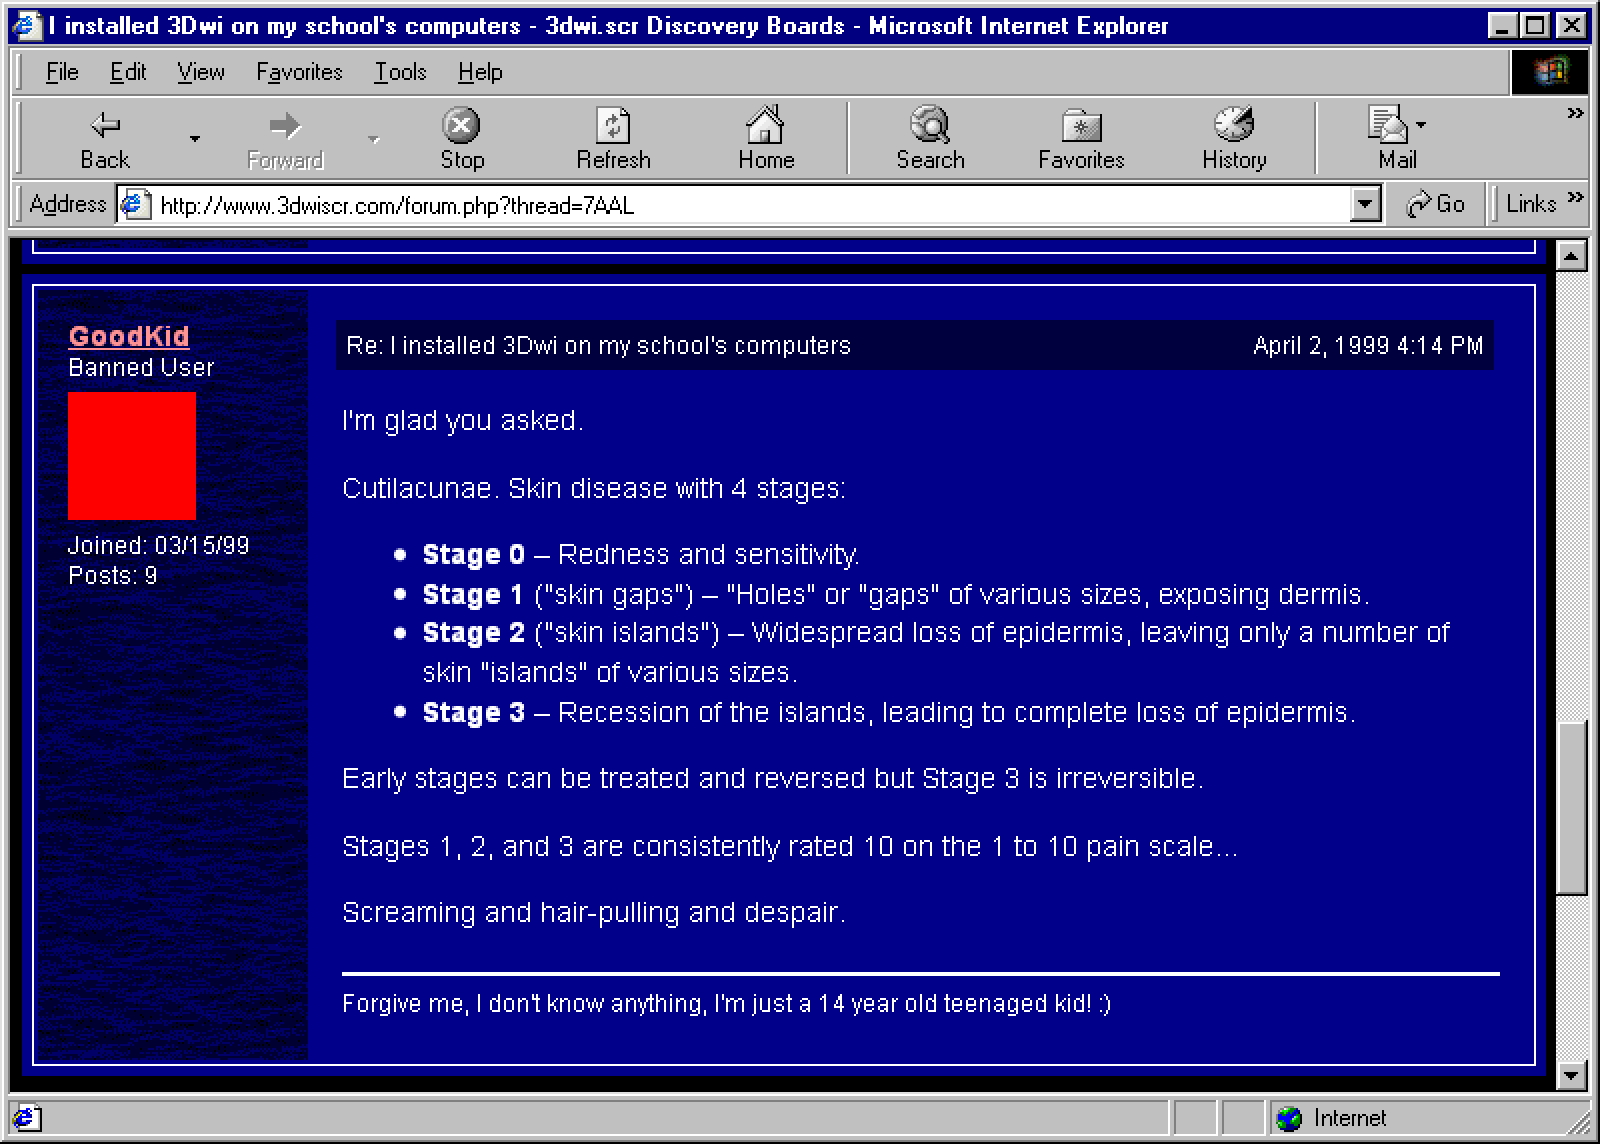 I installed 3Dwi on my school's computers - 3dwi.scr Discovery Boards - Microsoft Internet Explorer
File Edit View Favorites Tools Help
Back Forward Stop Refresh Home Search Favorites History Mail »
Address http://www.3dwiscr.com/forum.php?thread=7AAL Go Links »
GoodKid
Banned User
Joined: 03/15/99
Posts: 9
Re: I installed 3Dwi on my school's computers April 2, 1999 4:14 PM
I'm glad you asked.
Cutilacunae. Skin disease with 4 stages:
• Stage 0 – Redness and sensitivity.
• Stage 1 ("skin gaps") – "Holes" or "gaps" of various sizes, exposing dermis.
• Stage 2 ("skin islands") – Widespread loss of epidermis, leaving only a number of
skin "islands" of various sizes.
• Stage 3 – Recession of the islands, leading to complete loss of epidermis.
Early stages can be treated and reversed but Stage 3 is irreversible.
Stages 1, 2, and 3 are consistently rated 10 on the 1 to 10 pain scale...
Screaming and hair-pulling and despair.
Forgive me, I don't know anything, I'm just a 14 year old teenaged kid! :)
Internet